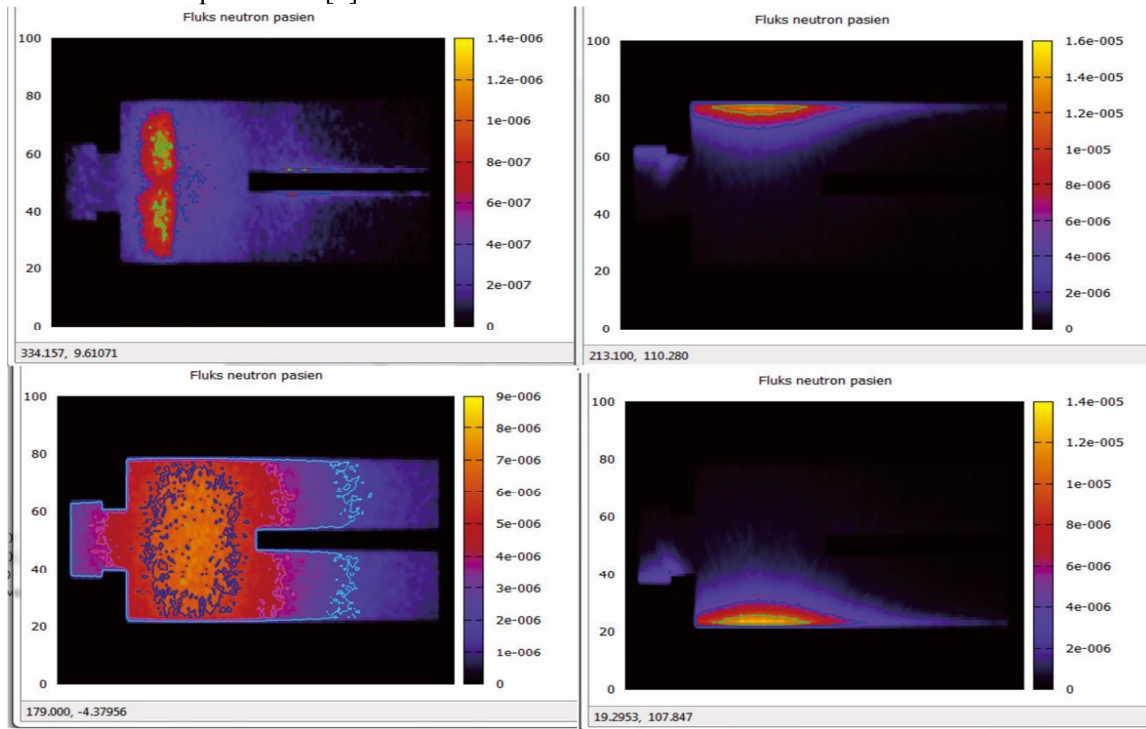 Fluks neutron pasien
100
80
60
40
20
0
1.4e-006
1.2e-006
1e-006
8e-007
6e-007
4e-007
2e-007
0
334.157, 9.61071
Fluks neutron pasien
100
80
60
40
20
0
1.6e-005
1.4e-005
1.2e-005
1e-005
8e-006
6e-006
4e-006
2e-006
0
213.100, 110.280
Fluks neutron pasien
100
80
60
40
20
0
9e-006
8e-006
7e-006
6e-006
5e-006
4e-006
3e-006
2e-006
1e-006
0
179.000, -4.37956
Fluks neutron pasien
100
80
60
40
20
0
1.4e-005
1.2e-005
1e-005
8e-006
6e-006
4e-006
2e-006
0
19.2953, 107.847